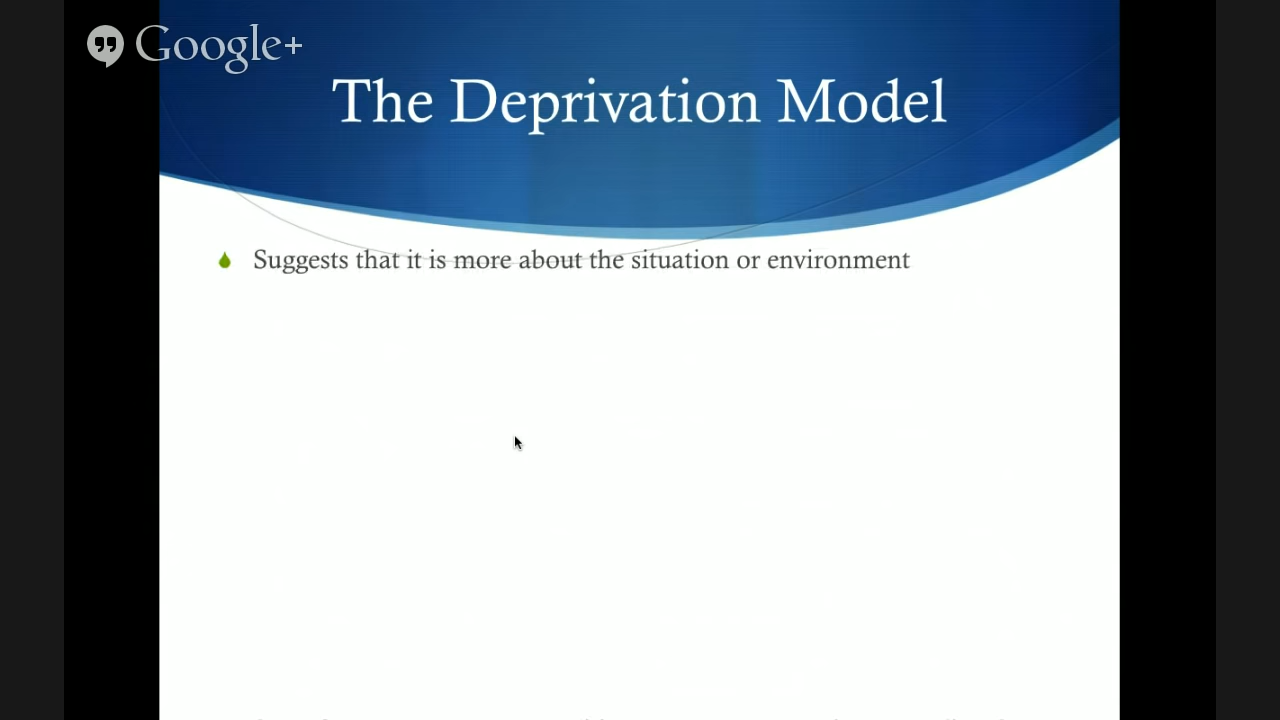 Google+
The Deprivation Model
Suggests that it is more about the situation or environment